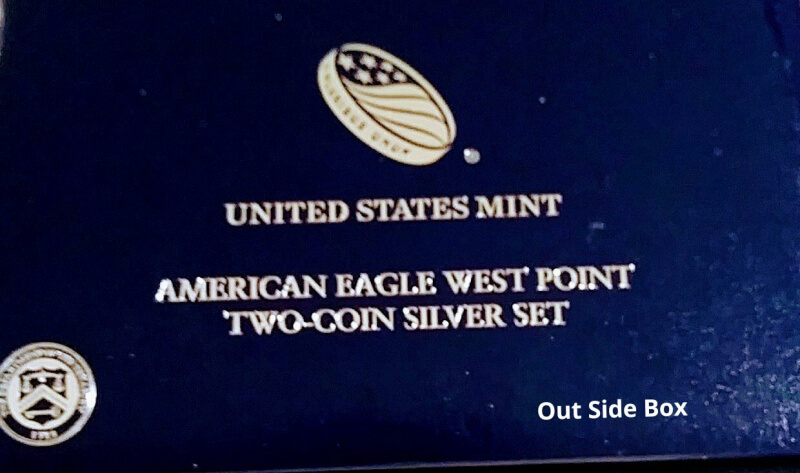 UNITED STATES MINT
AMERICAN EAGLE WEST POINT
TWO-COIN SILVER SET
Out Side Box